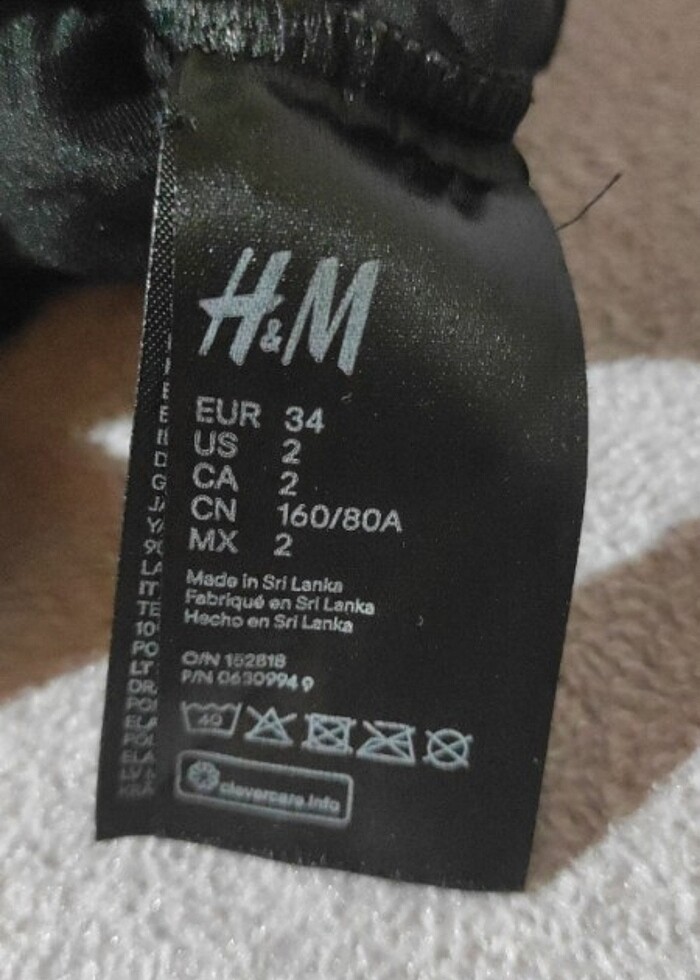 H&M
EUR 34
US 2
CA 2
CN 160/80A
MX 2
Made in Sri Lanka
Fabriqué en Sri Lanka
Hecho en Sri Lanka
O/N 152818
P/N 0630994 9
40
clevercare.info